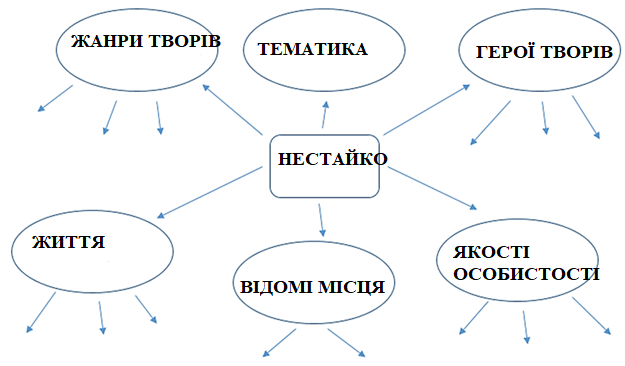 ЖАНРИ ТВОРІВ
ТЕМАТИКА
ГЕРОЇ ТВОРІВ
НЕСТАЙКО
ЖИТТЯ
ВІДОМІ МІСЦЯ
ЯКОСТІ
ОСОБИСТОСТІ